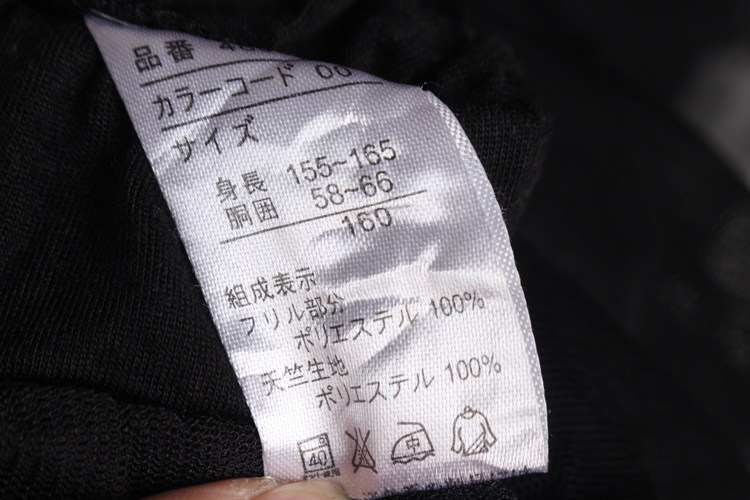 品番
カラーコード 00
サイズ
身長 155~165
胴囲 58~66
160
組成表示
フリル部分
ポリエステル 100%
天竺生地
ポリエステル 100%
40
中